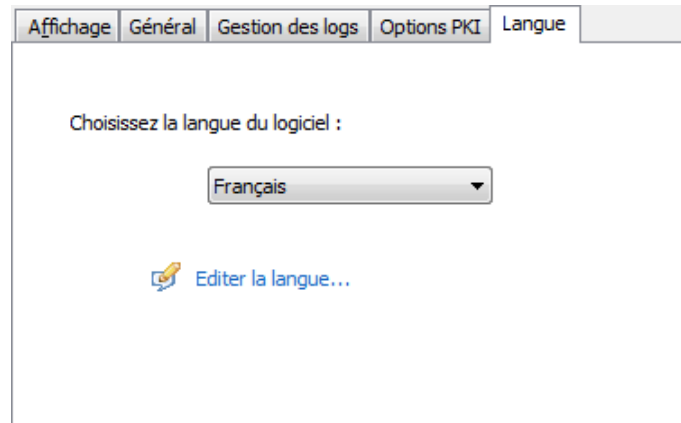 Affichage Général Gestion des logs Options PKI Langue
Choisissez la langue du logiciel :
Français
Editer la langue...